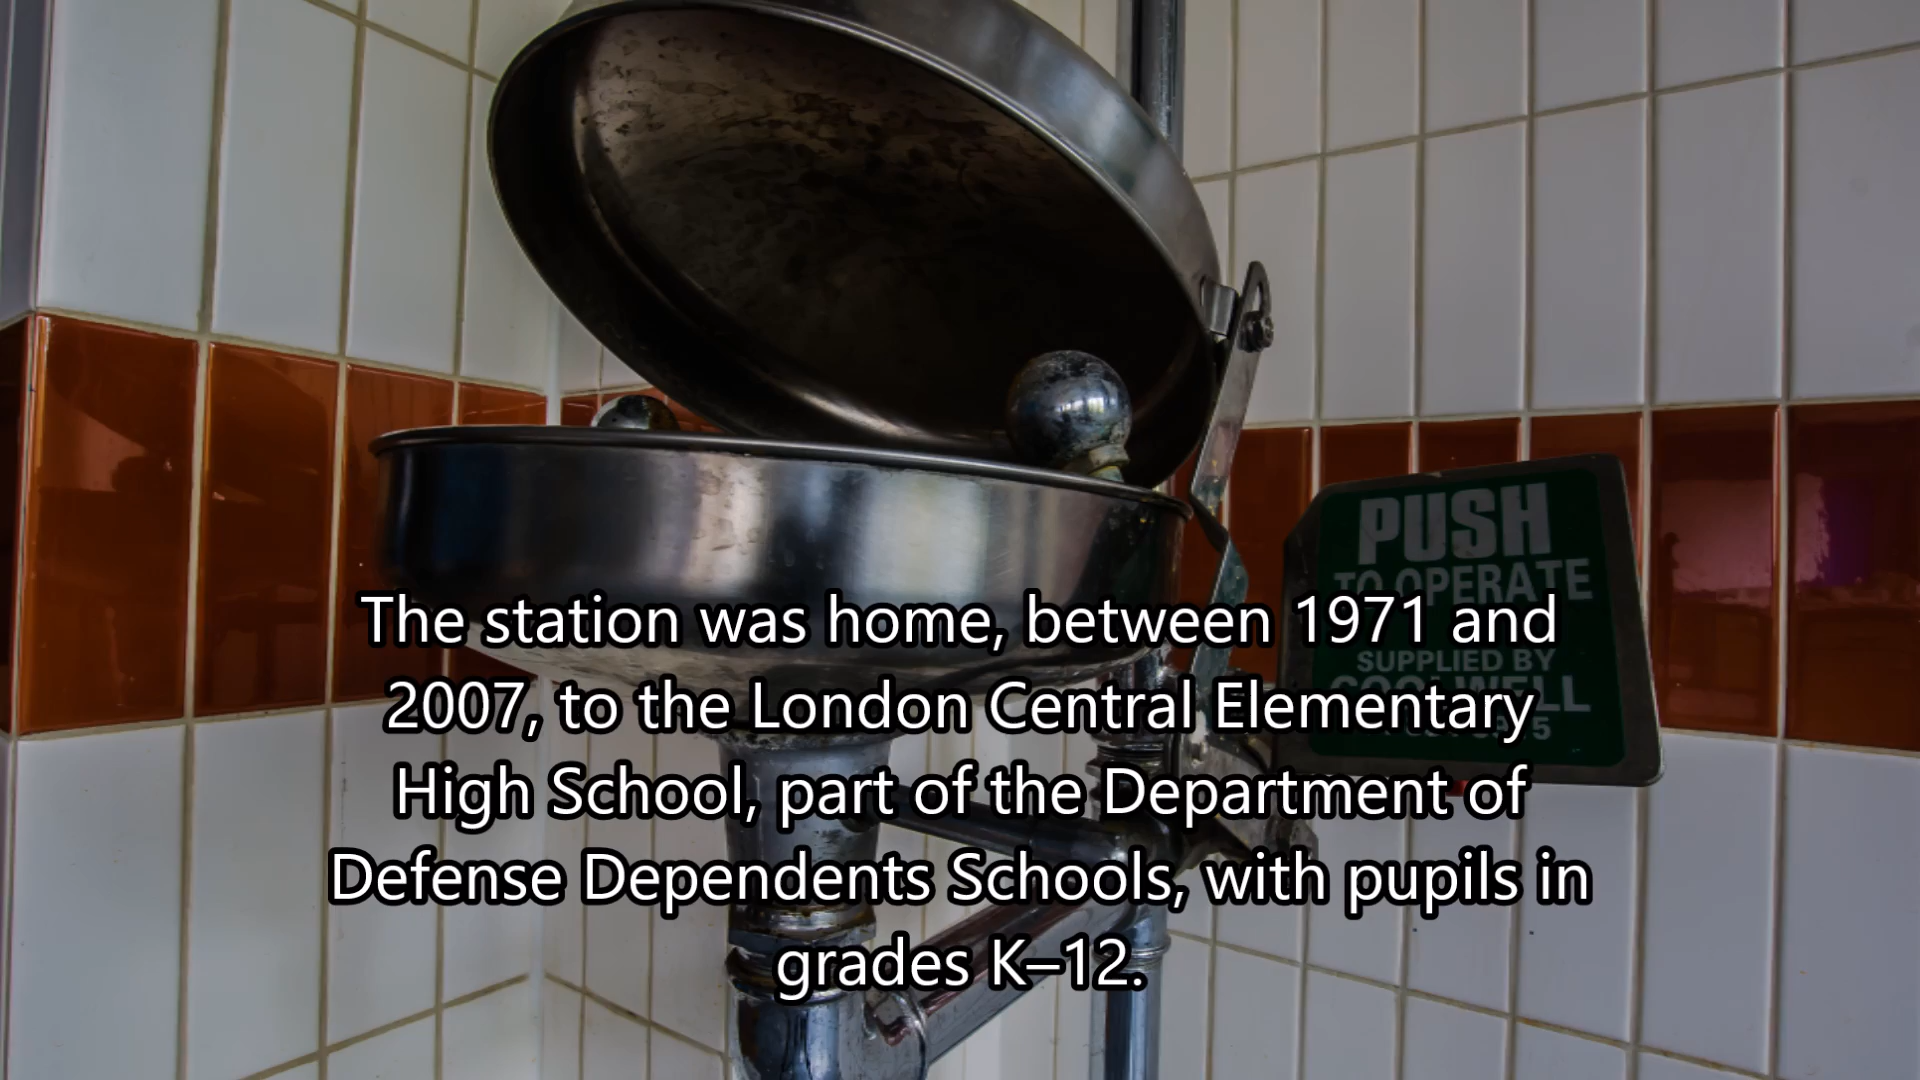 PUSH
TO OPERATE
SUPPLIED BY
The station was home, between 1971 and
2007, to the London Central Elementary
High School, part of the Department of
Defense Dependents Schools, with pupils in
grades K–12.